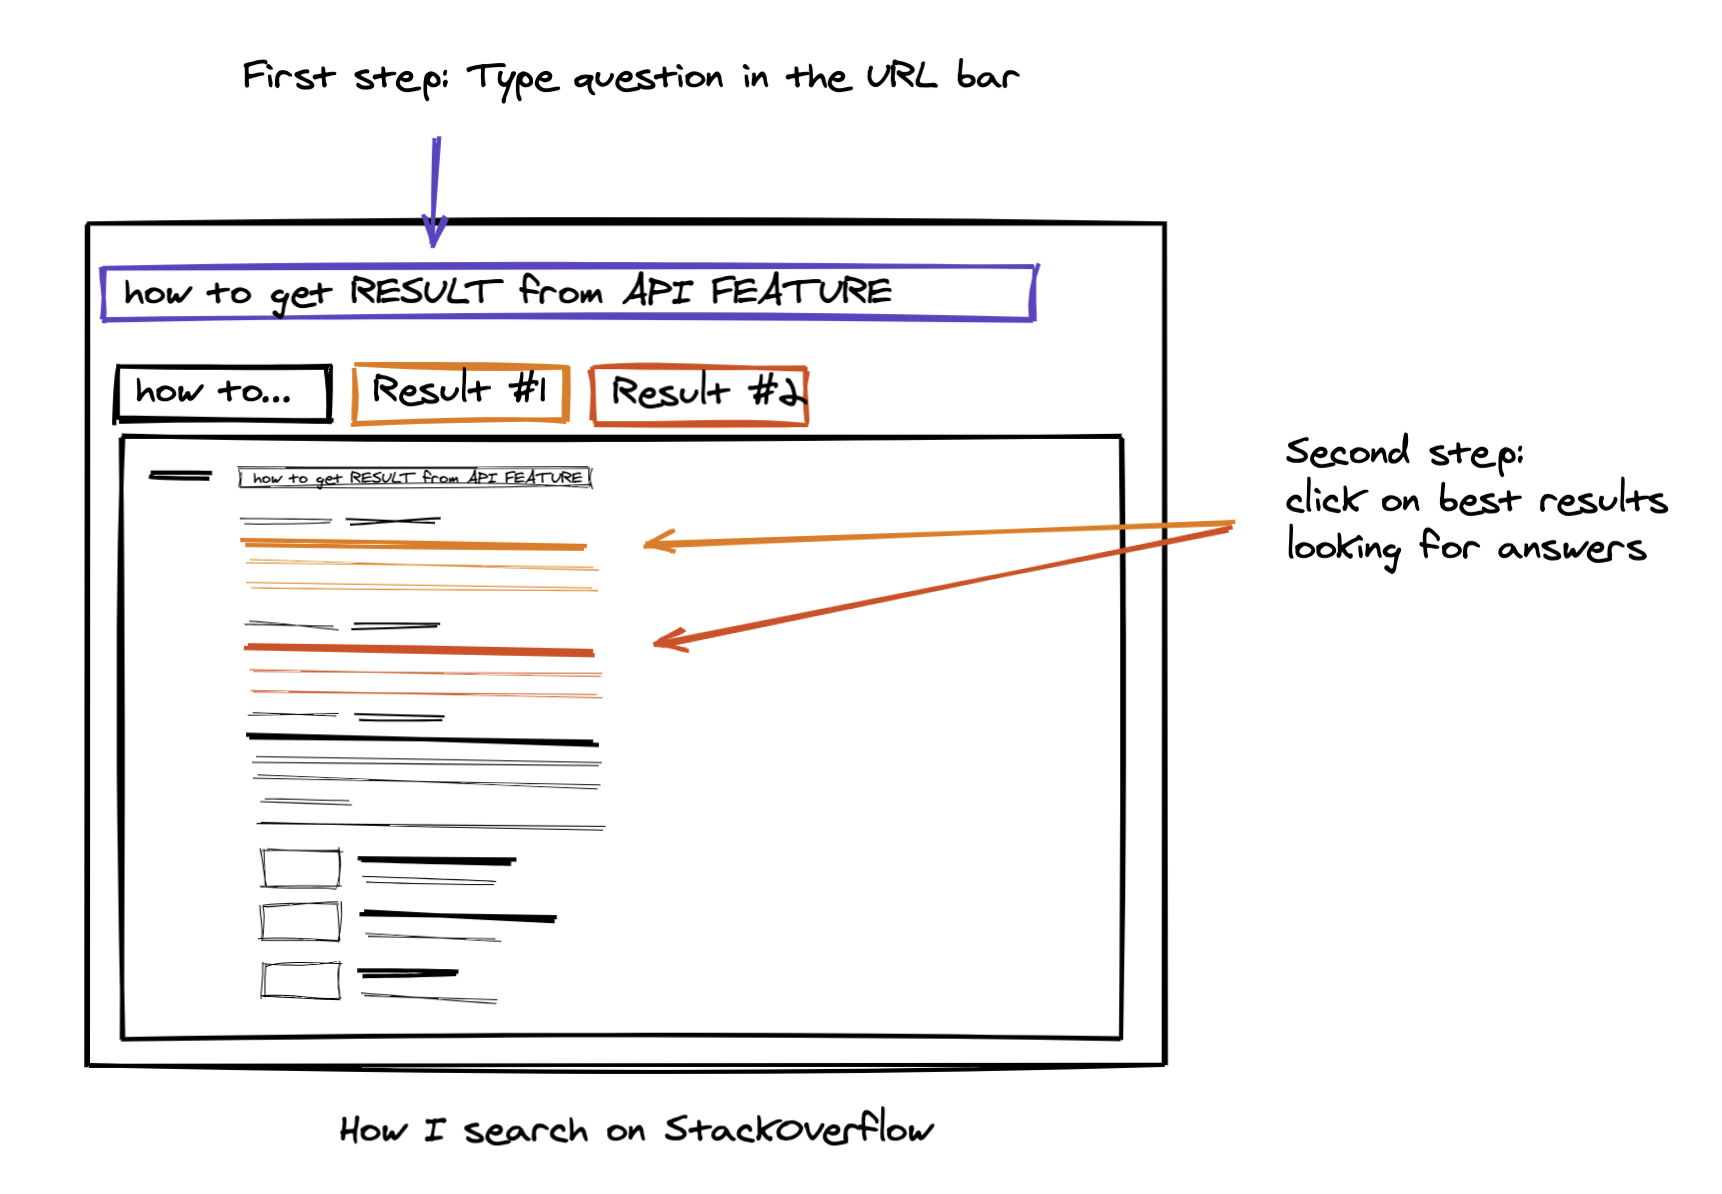 First step: Type question in the URL bar
how to get RESULT from API FEATURE
how to...
Result #1
Result #2
how to get RESULT from API FEATURE
Second step:
click on best results
looking for answers
How I search on StackOverflow